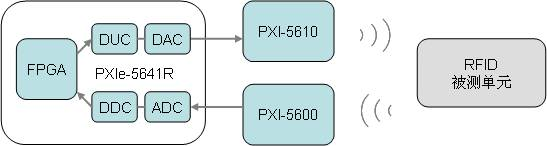 DUC
DAC
PXI-5610
FPGA
PXIe-5641R
RFID
被测单元
DDC
ADC
PXI-5600